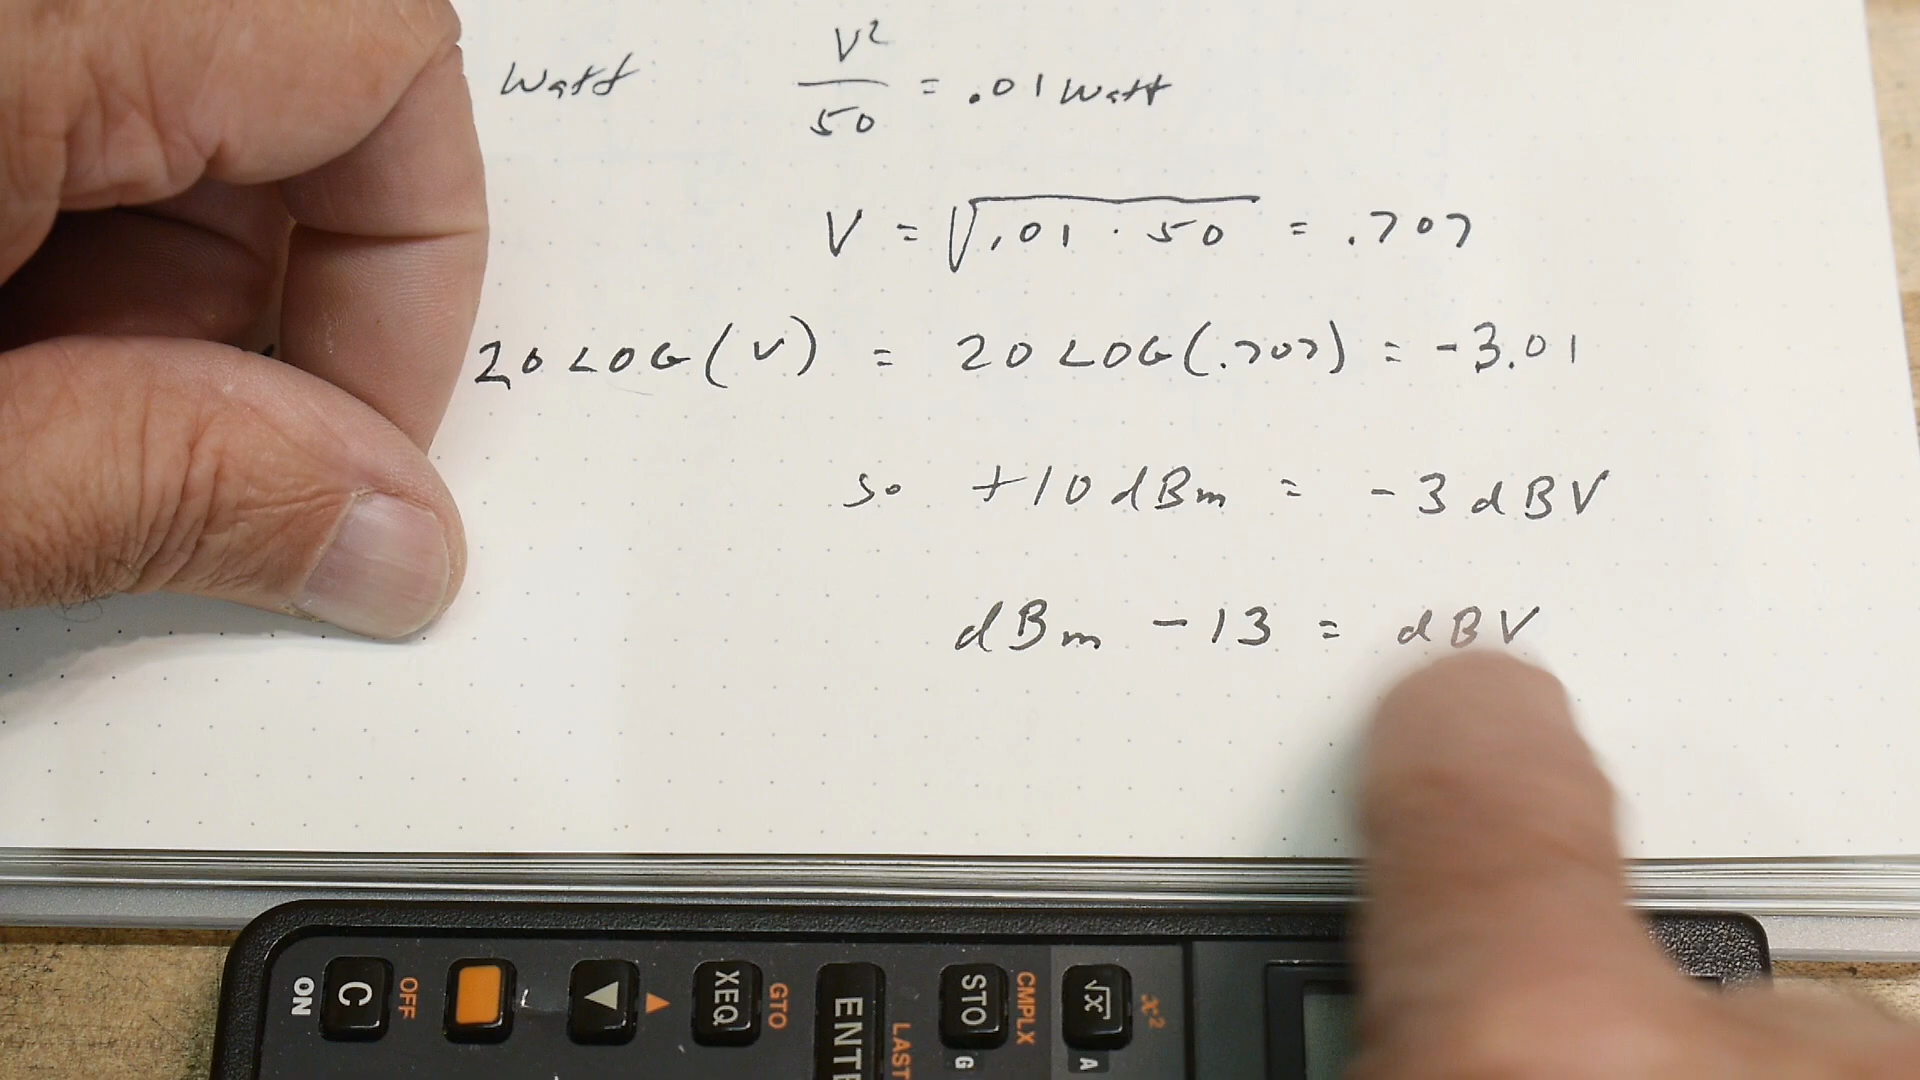 Watt V²/50 = .01 Watt
V = √.01 · 50 = .707
20 LOG(V) = 20 LOG(.707) = -3.01
so +10 dBm = -3 dBV
dBm -13 = dBV
ON C OFF
▼ ▲
XEQ GTO
LAST
STO CMPLX G
√x x² A